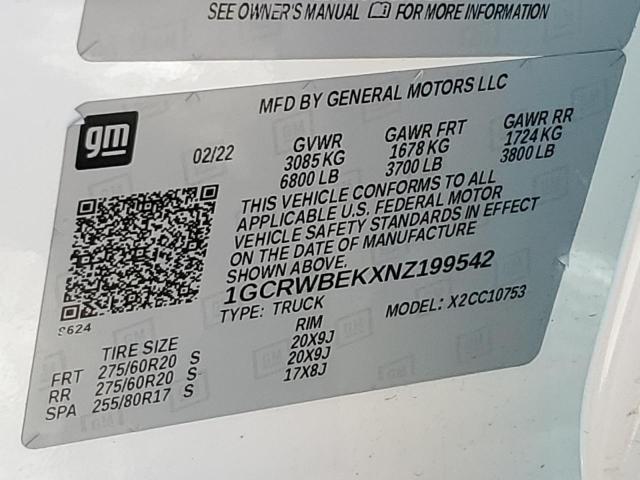 SEE OWNER'S MANUAL FOR MORE INFORMATION
MFD BY GENERAL MOTORS LLC
gm
02/22
GVWR GAWR FRT GAWR RR
3085 KG 1678 KG 1724 KG
6800 LB 3700 LB 3800 LB
THIS VEHICLE CONFORMS TO ALL
APPLICABLE U.S. FEDERAL MOTOR
VEHICLE SAFETY STANDARDS IN EFFECT
ON THE DATE OF MANUFACTURE
SHOWN ABOVE.
1GCRWBEKXNZ199542
TYPE: TRUCK MODEL: X2CC10753
TIRE SIZE RIM
FRT 275/60R20 S 20X9J
RR 275/60R20 S 20X9J
SPA 255/80R17 S 17X8J